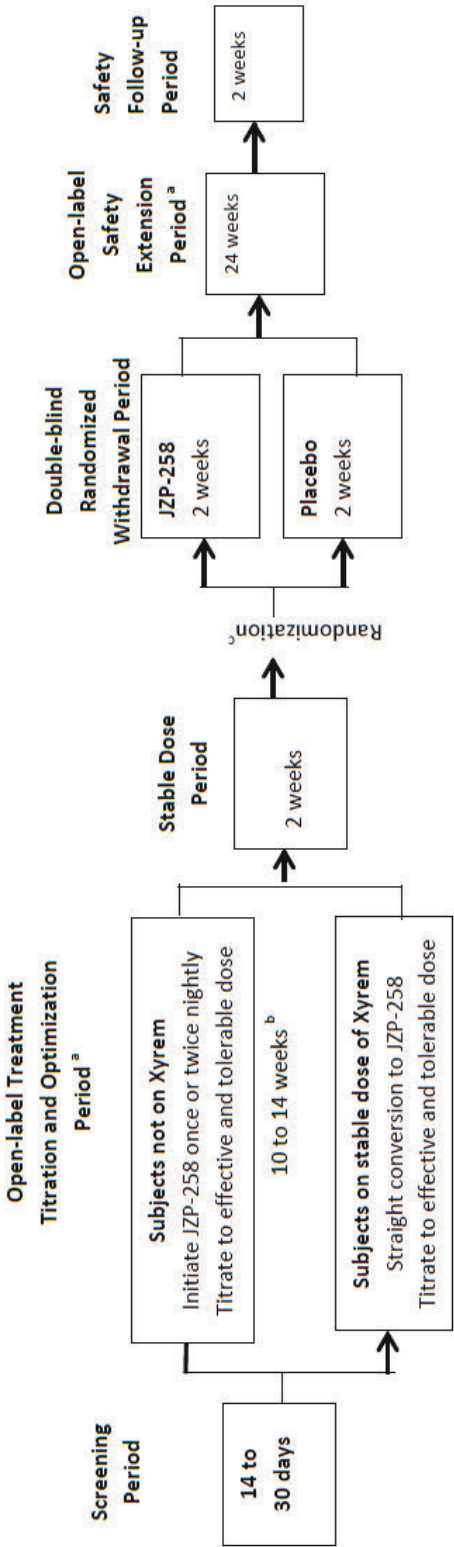 Screening
Period
14 to
30 days
Open-label Treatment
Titration and Optimization
Period a
Subjects not on Xyrem
Initiate JZP-258 once or twice nightly
Titrate to effective and tolerable dose
10 to 14 weeks b
Subjects on stable dose of Xyrem
Straight conversion to JZP-258
Titrate to effective and tolerable dose
Stable Dose
Period
2 weeks
Randomization c
Double-blind
Randomized
Withdrawal Period
JZP-258
2 weeks
Placebo
2 weeks
Open-label
Safety
Extension
Period a
24 weeks
Safety
Follow-up
Period
2 weeks